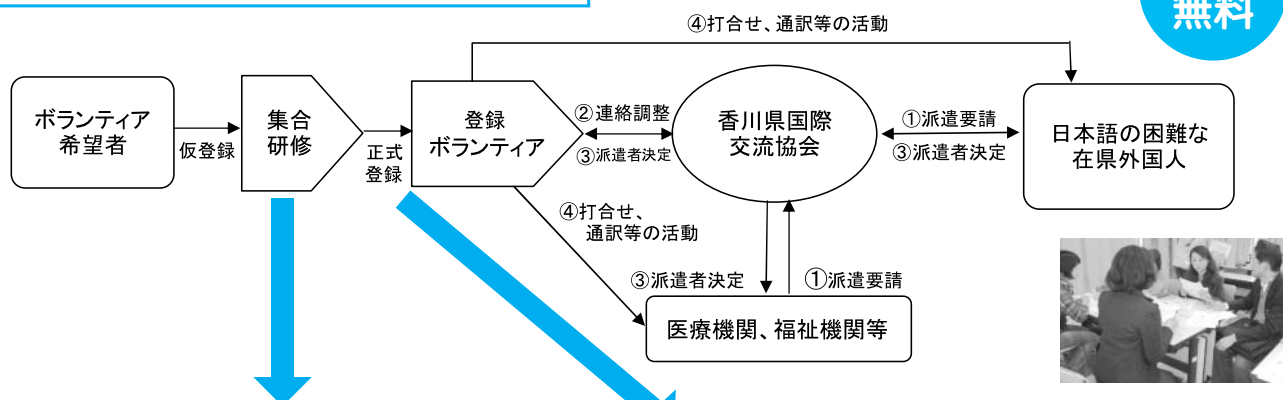 無料
④打合せ、通訳等の活動
ボランティア
希望者
仮登録
集合
研修
正式
登録
登録
ボランティア
②連絡調整
③派遣者決定
香川県国際
交流協会
①派遣要請
③派遣者決定
日本語の困難な
在県外国人
④打合せ、
通訳等の活動
③派遣者決定
①派遣要請
医療機関、福祉機関等